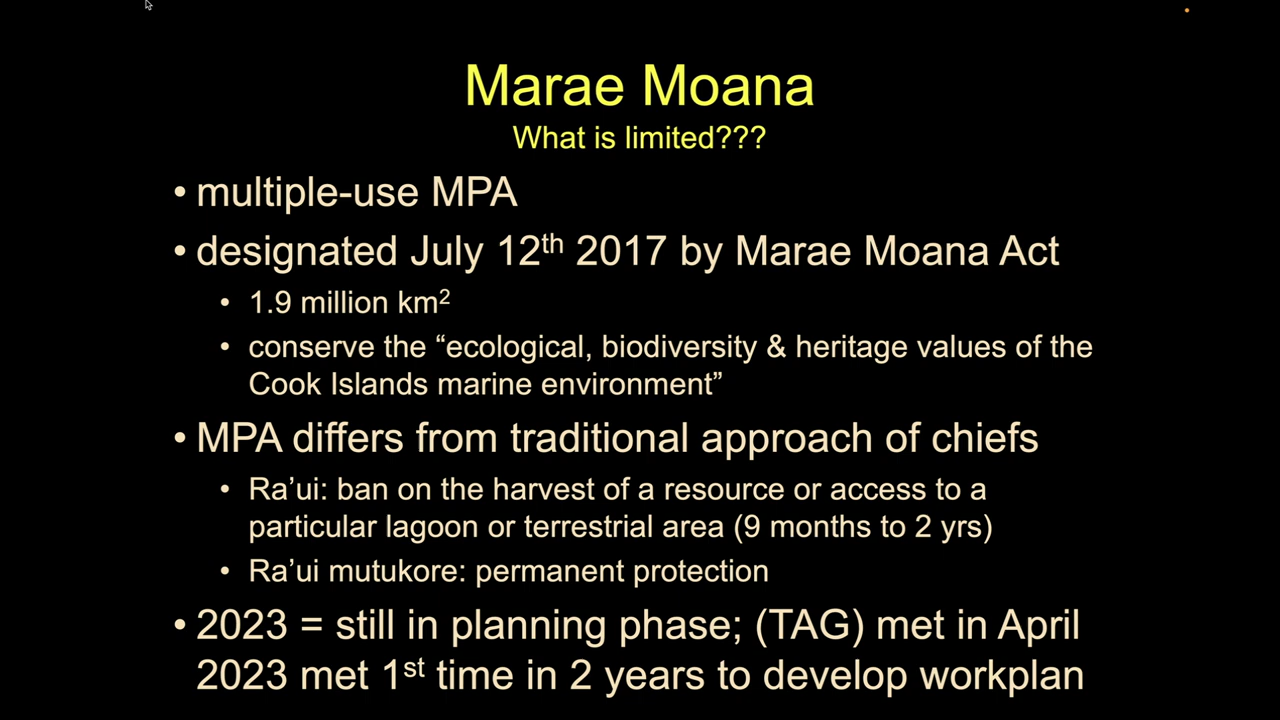 Marae Moana
What is limited???
• multiple-use MPA
• designated July 12th 2017 by Marae Moana Act
• 1.9 million km²
• conserve the “ecological, biodiversity & heritage values of the
Cook Islands marine environment”
• MPA differs from traditional approach of chiefs
• Ra’ui: ban on the harvest of a resource or access to a
particular lagoon or terrestrial area (9 months to 2 yrs)
• Ra’ui mutukore: permanent protection
• 2023 = still in planning phase; (TAG) met in April
2023 met 1st time in 2 years to develop workplan